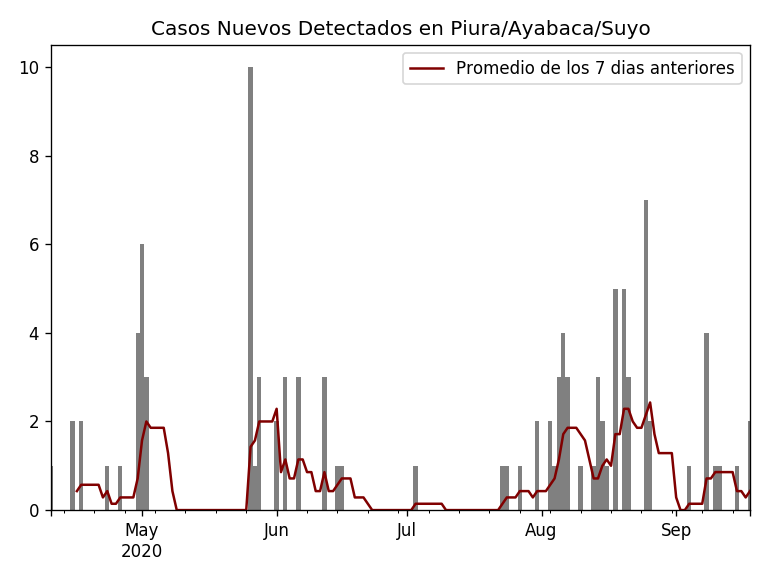 Casos Nuevos Detectados en Piura/Ayabaca/Suyo
Promedio de los 7 dias anteriores
10
8
6
4
2
0
May Jun Jul Aug Sep
2020